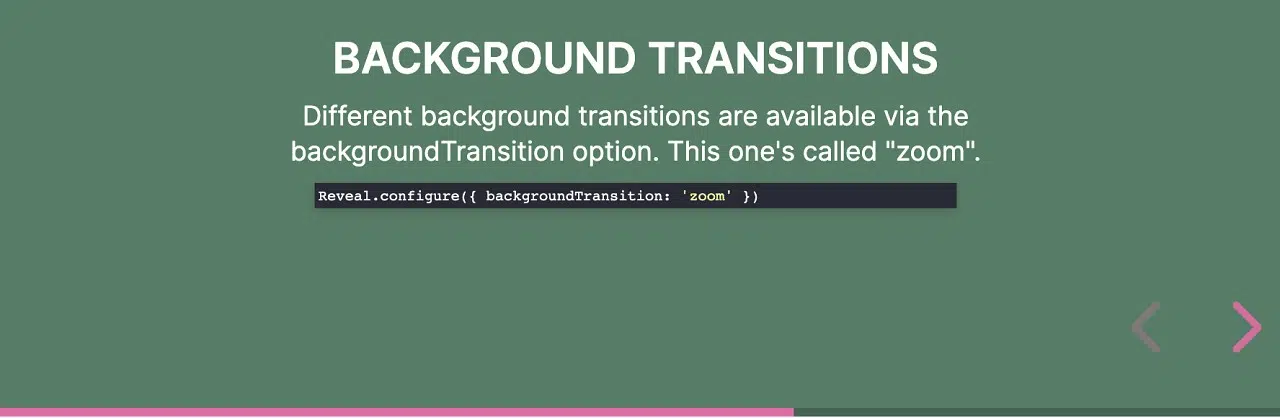 BACKGROUND TRANSITIONS
Different background transitions are available via the
backgroundTransition option. This one's called "zoom".
Reveal.configure({ backgroundTransition: 'zoom' })